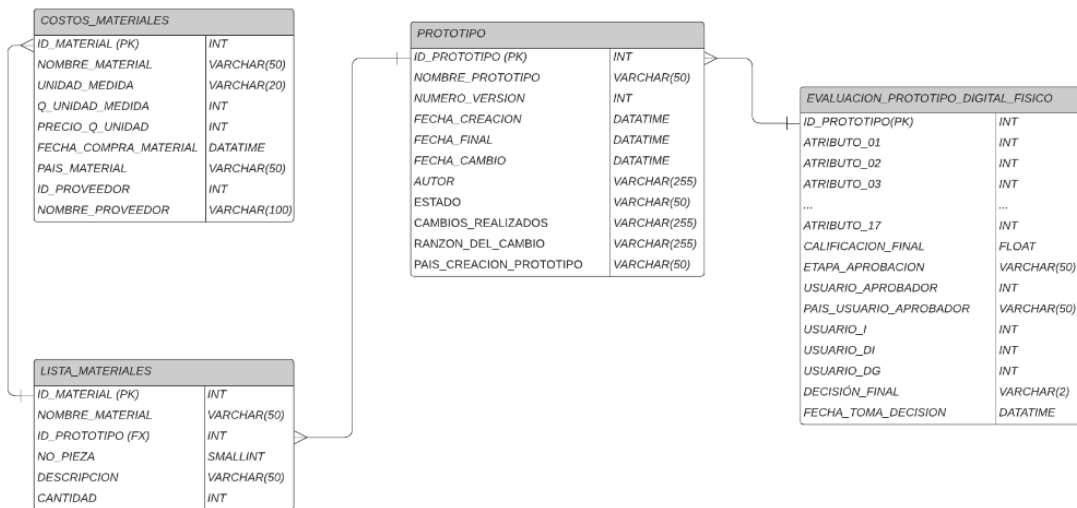 COSTOS_MATERIALES
ID_MATERIAL (PK) INT
NOMBRE_MATERIAL VARCHAR(50)
UNIDAD_MEDIDA VARCHAR(20)
Q_UNIDAD_MEDIDA INT
PRECIO_Q_UNIDAD INT
FECHA_COMPRA_MATERIAL DATATIME
PAIS_MATERIAL VARCHAR(50)
ID_PROVEEDOR INT
NOMBRE_PROVEEDOR VARCHAR(100)
PROTOTIPO
ID_PROTOTIPO (PK) INT
NOMBRE_PROTOTIPO VARCHAR(50)
NUMERO_VERSION INT
FECHA_CREACION DATATIME
FECHA_FINAL DATATIME
FECHA_CAMBIO DATATIME
AUTOR VARCHAR(255)
ESTADO VARCHAR(50)
CAMBIOS_REALIZADOS VARCHAR(255)
RANZON_DEL_CAMBIO VARCHAR(255)
PAIS_CREACION_PROTOTIPO VARCHAR(50)
EVALUACION_PROTOTIPO_DIGITAL_FISICO
ID_PROTOTIPO(PK) INT
ATRIBUTO_01 INT
ATRIBUTO_02 INT
ATRIBUTO_03 INT
... ...
ATRIBUTO_17 INT
CALIFICACION_FINAL FLOAT
ETAPA_APROBACION VARCHAR(50)
USUARIO_APROBADOR INT
PAIS_USUARIO_APROBADOR VARCHAR(50)
USUARIO_I INT
USUARIO_DI INT
USUARIO_DG INT
DECISIÓN_FINAL VARCHAR(2)
FECHA_TOMA_DECISION DATATIME
LISTA_MATERIALES
ID_MATERIAL (PK) INT
NOMBRE_MATERIAL VARCHAR(50)
ID_PROTOTIPO (FX) INT
NO_PIEZA SMALLINT
DESCRIPCION VARCHAR(50)
CANTIDAD INT